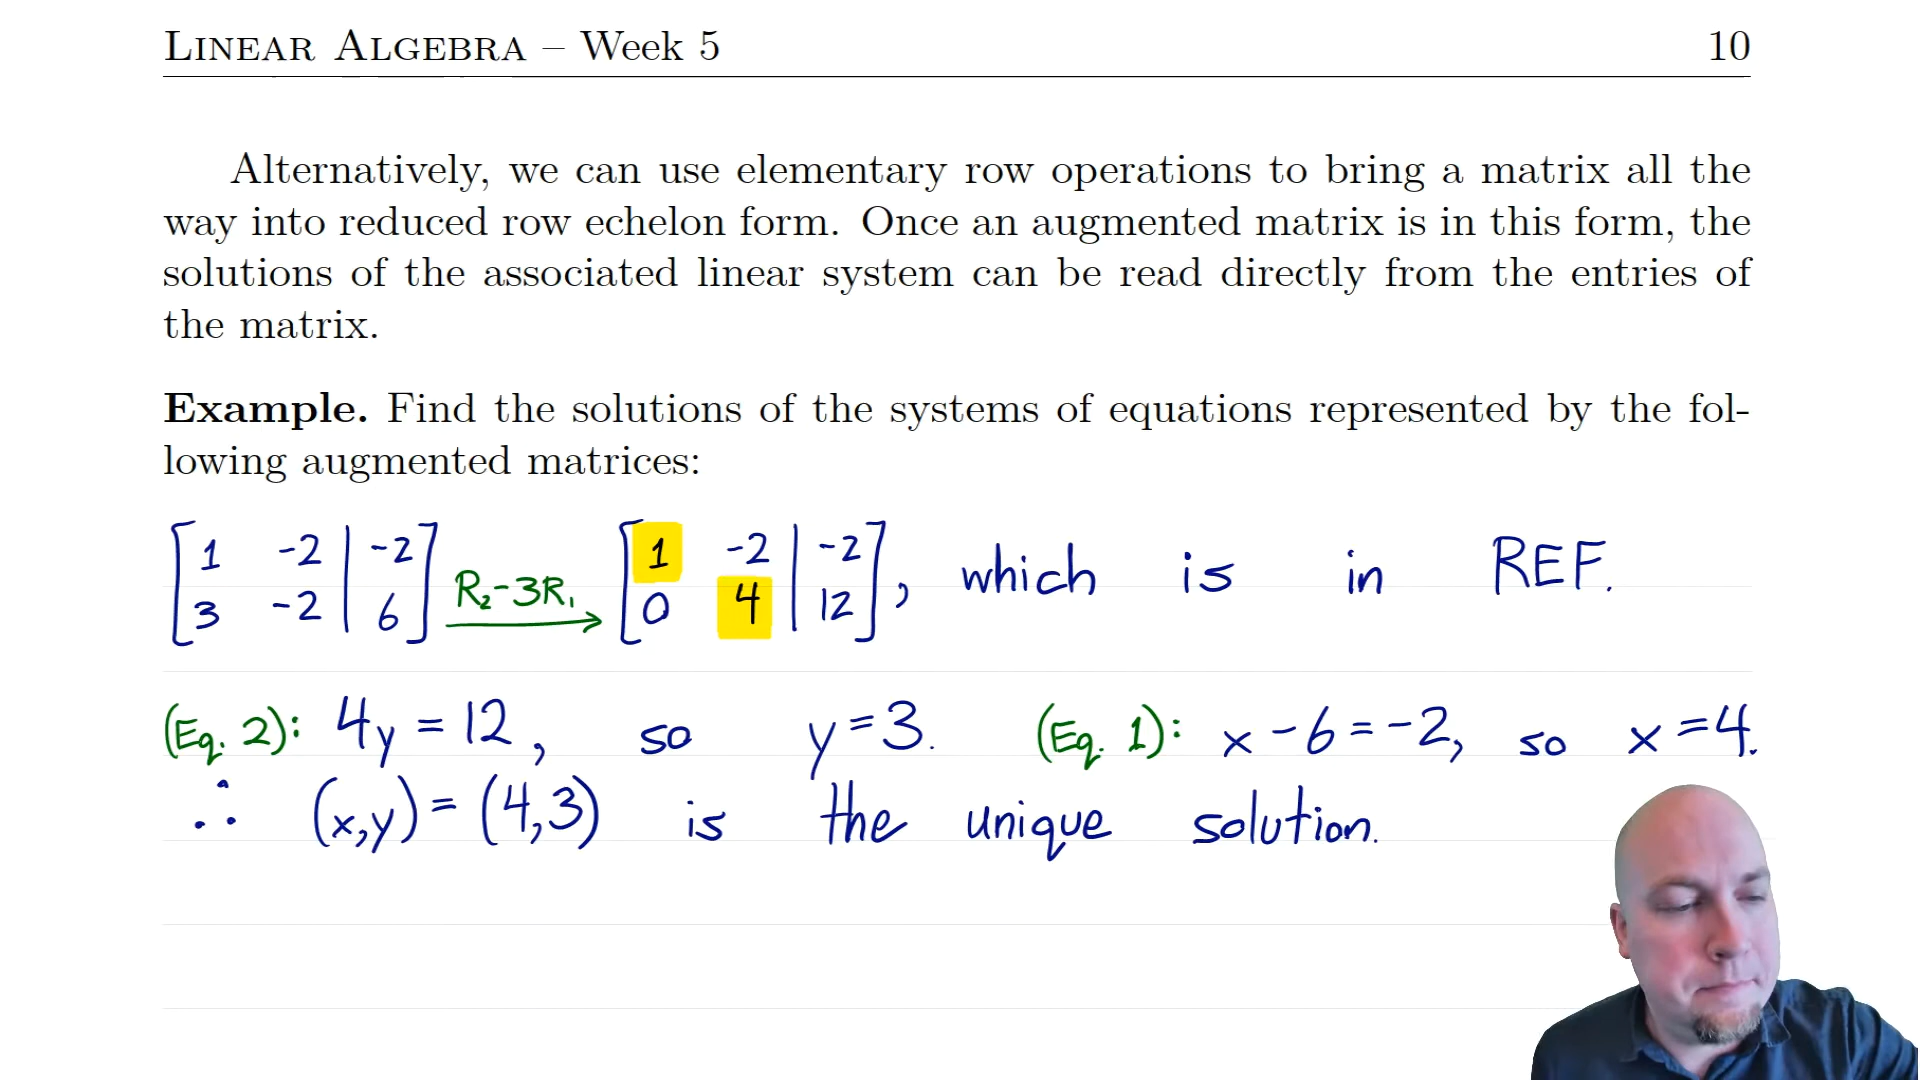 LINEAR ALGEBRA – Week 5 10
Alternatively, we can use elementary row operations to bring a matrix all the
way into reduced row echelon form. Once an augmented matrix is in this form, the
solutions of the associated linear system can be read directly from the entries of
the matrix.
Example. Find the solutions of the systems of equations represented by the fol-
lowing augmented matrices:
[1 -2 | -2; 3 -2 | 6] R₂-3R₁ → [1 -2 | -2; 0 4 | 12], which is in REF.
(Eq. 2): 4y = 12, so y = 3. (Eq. 1): x - 6 = -2, so x = 4.
∴ (x,y) = (4,3) is the unique solution.